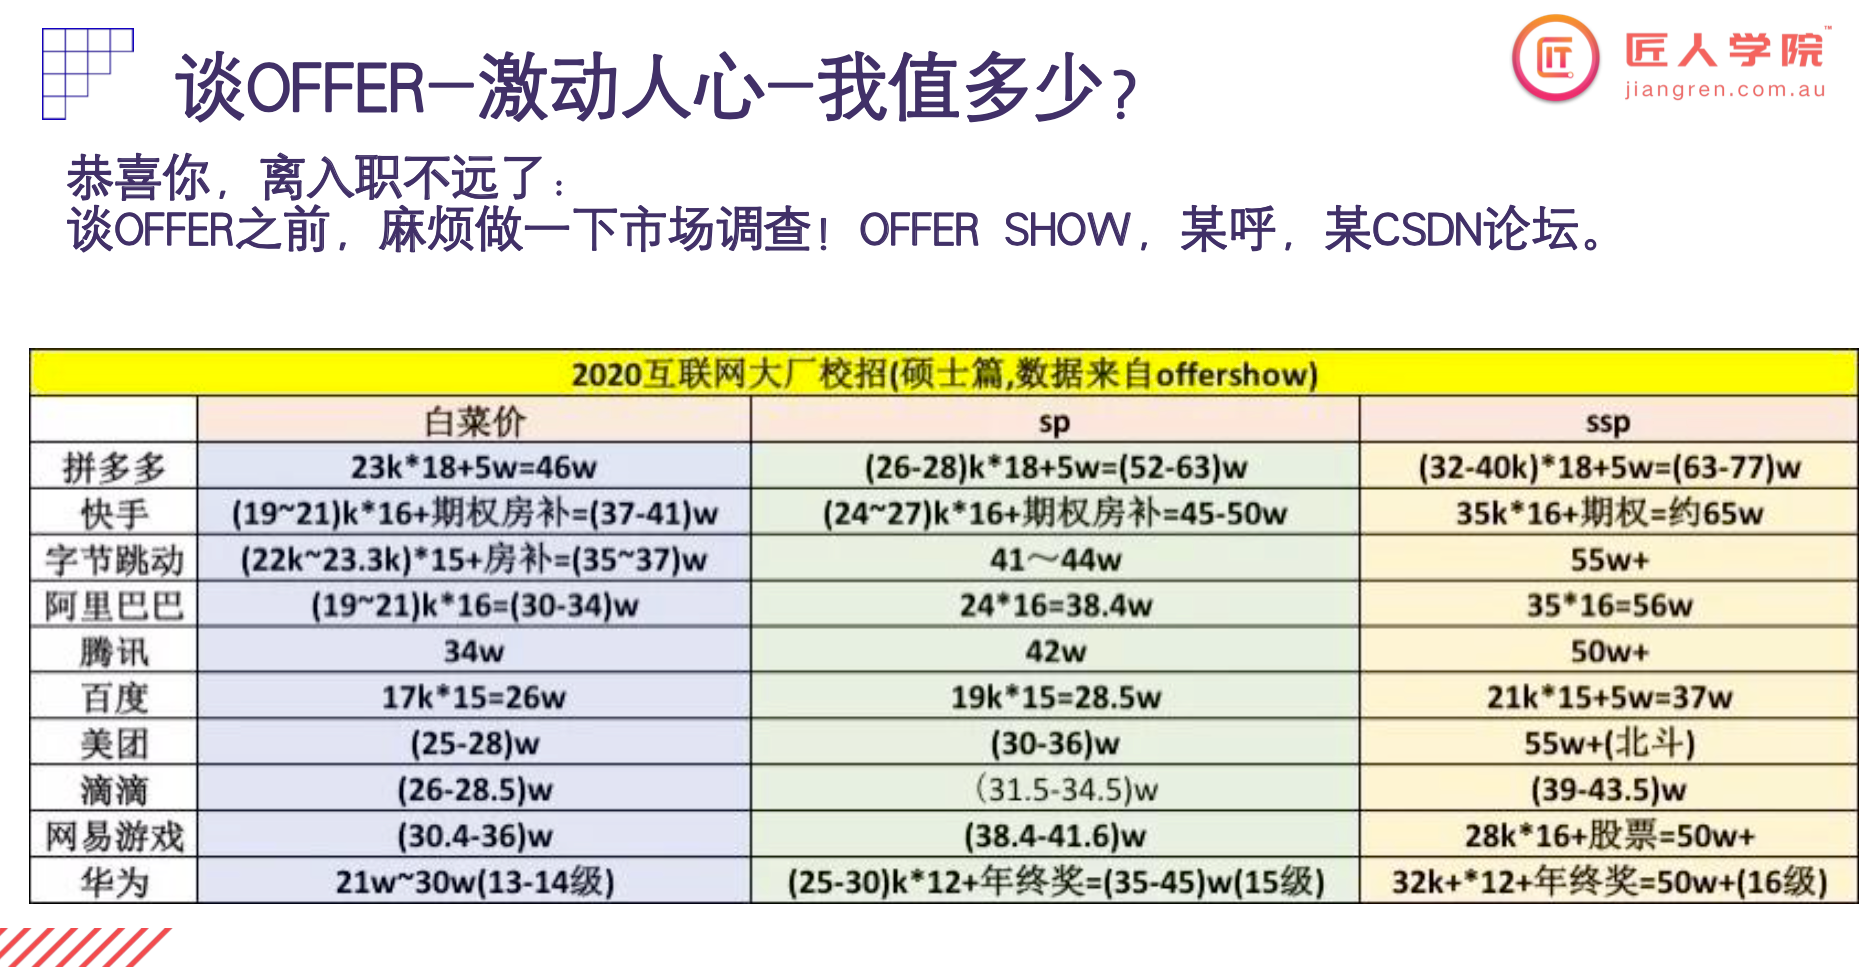 谈OFFER—激动人心—我值多少？
匠人学院™
jiangren.com.au
恭喜你，离入职不远了：
谈OFFER之前，麻烦做一下市场调查！OFFER SHOW，某呼，某CSDN论坛。
2020互联网大厂校招(硕士篇,数据来自offershow)
白菜价 sp ssp
拼多多 23k*18+5w=46w (26-28)k*18+5w=(52-63)w (32-40k)*18+5w=(63-77)w
快手 (19~21)k*16+期权房补=(37-41)w (24~27)k*16+期权房补=45-50w 35k*16+期权=约65w
字节跳动 (22k~23.3k)*15+房补=(35~37)w 41～44w 55w+
阿里巴巴 (19~21)k*16=(30-34)w 24*16=38.4w 35*16=56w
腾讯 34w 42w 50w+
百度 17k*15=26w 19k*15=28.5w 21k*15+5w=37w
美团 (25-28)w (30-36)w 55w+(北斗)
滴滴 (26-28.5)w （31.5-34.5)w (39-43.5)w
网易游戏 (30.4-36)w (38.4-41.6)w 28k*16+股票=50w+
华为 21w~30w(13-14级) (25-30)k*12+年终奖=(35-45)w(15级) 32k+*12+年终奖=50w+(16级)